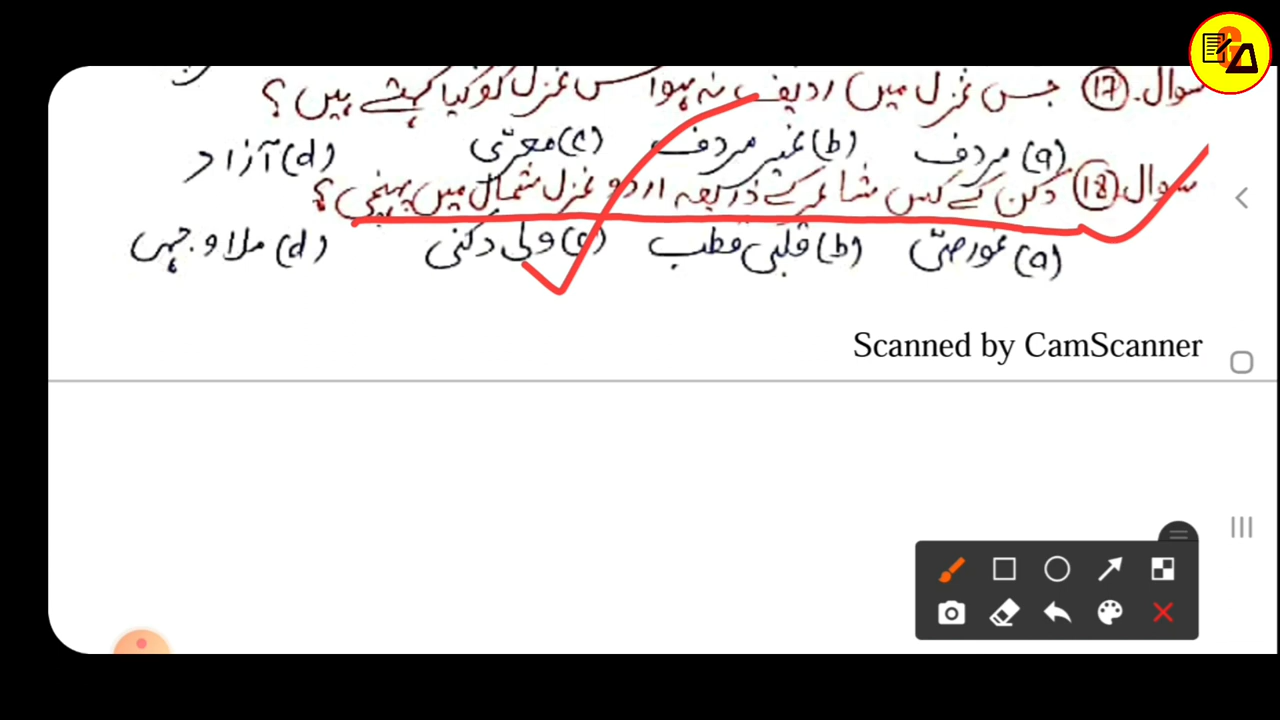 سوال.⑰ جس غزل میں ردیف نہ ہو اس غزل کو کیا کہتے ہیں؟
(a) مردف (b) غیر مردف (c) معرّی (d) آزاد
سوال.⑱ دکن کے کس شاعر کے ذریعہ اردو غزل شمال میں پہنچی؟
(a) غورصّی (b) قلی قطب (c) ولی دکنی (d) ملا وجہی
Scanned by CamScanner